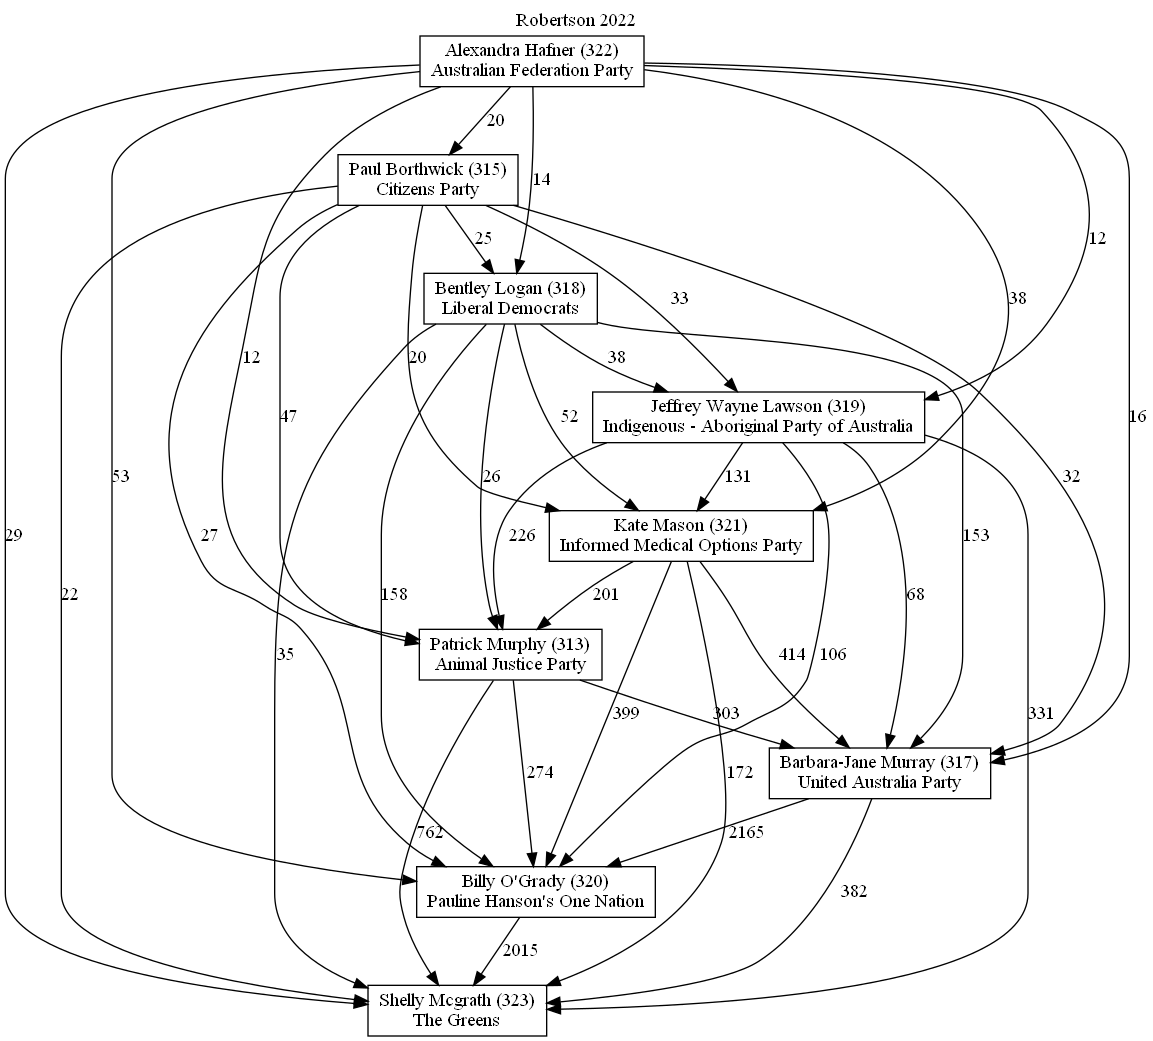 Robertson 2022
Alexandra Hafner (322)
Australian Federation Party
20
Paul Borthwick (315)
Citizens Party
14
25
12
Bentley Logan (318)
Liberal Democrats
33
38
12
20
38
Jeffrey Wayne Lawson (319)
Indigenous - Aboriginal Party of Australia
47
52
16
53
26
131
32
Kate Mason (321)
Informed Medical Options Party
29
27
226
153
22
158
201
68
Patrick Murphy (313)
Animal Justice Party
35
414
106
399
303
331
Barbara-Jane Murray (317)
United Australia Party
274
172
762
2165
Billy O'Grady (320)
Pauline Hanson's One Nation
382
2015
Shelly Mcgrath (323)
The Greens